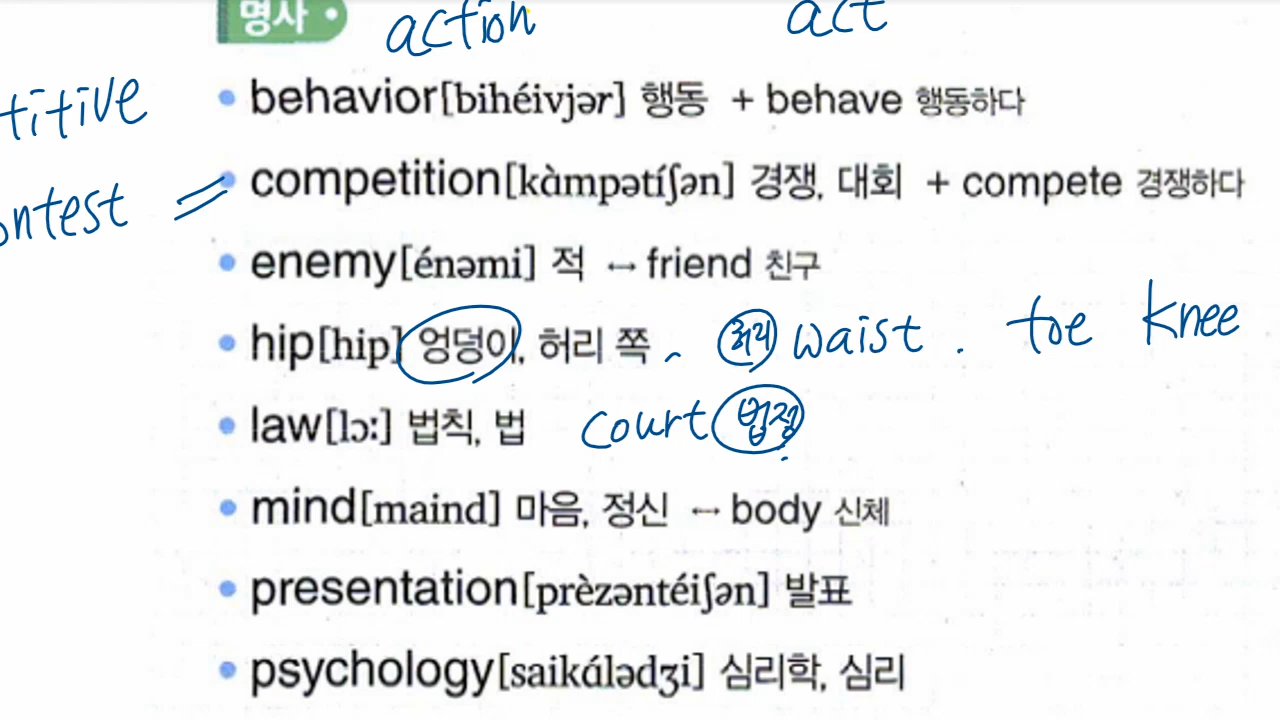 명사 action act
titive
behavior[bihéivjər] 행동 + behave 행동하다
ontest = competition[kàmpətíʃən] 경쟁, 대회 + compete 경쟁하다
enemy[énəmi] 적 ↔ friend 친구
hip[hip] 엉덩이, 허리 쪽 허리 waist. toe knee
law[lɔː] 법칙, 법 court 법정
mind[maind] 마음, 정신 ↔ body 신체
presentation[prèzəntéiʃən] 발표
psychology[saikάlədʒi] 심리학, 심리